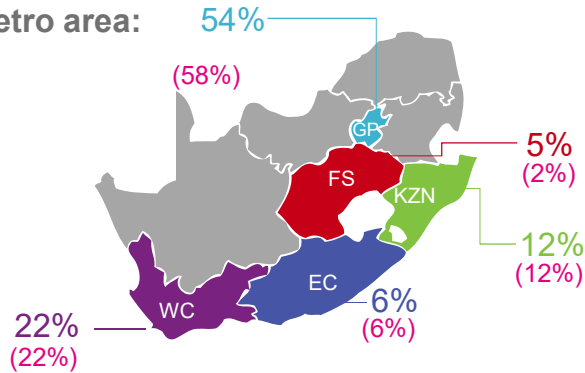 etro area:
54%
(58%)
GP
5%
(2%)
FS
KZN
12%
(12%)
EC
6%
(6%)
WC
22%
(22%)